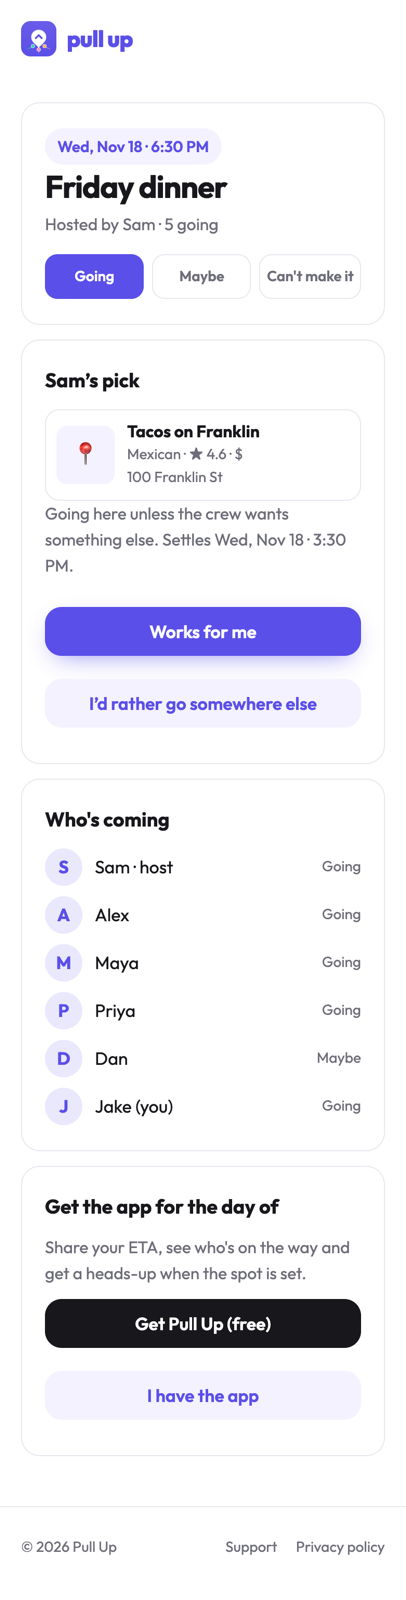 pull up
Wed, Nov 18 · 6:30 PM
Friday dinner
Hosted by Sam · 5 going
Going
Maybe
Can't make it
Sam’s pick
Tacos on Franklin
Mexican · ★ 4.6 · $
100 Franklin St
Going here unless the crew wants
something else. Settles Wed, Nov 18 · 3:30
PM.
Works for me
I’d rather go somewhere else
Who's coming
S Sam · host Going
A Alex Going
M Maya Going
P Priya Going
D Dan Maybe
J Jake (you) Going
Get the app for the day of
Share your ETA, see who's on the way and
get a heads-up when the spot is set.
Get Pull Up (free)
I have the app
© 2026 Pull Up Support Privacy policy